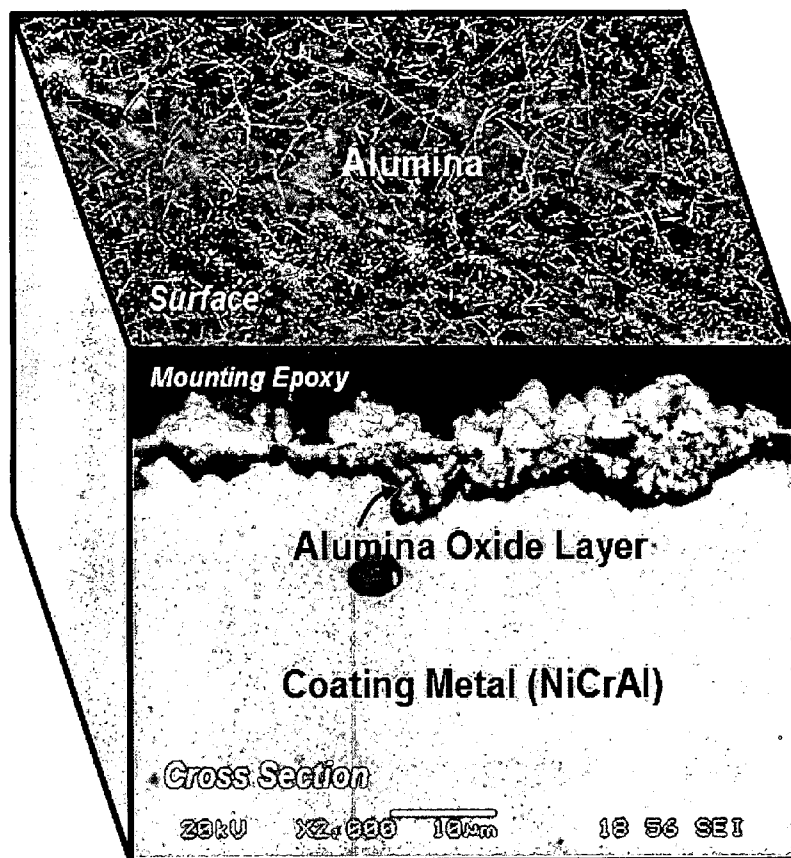 Alumina
Surface
Mounting Epoxy
Alumina Oxide Layer
Coating Metal (NiCrAl)
Cross Section
20kV X2,000 10μm 18 56 SEI